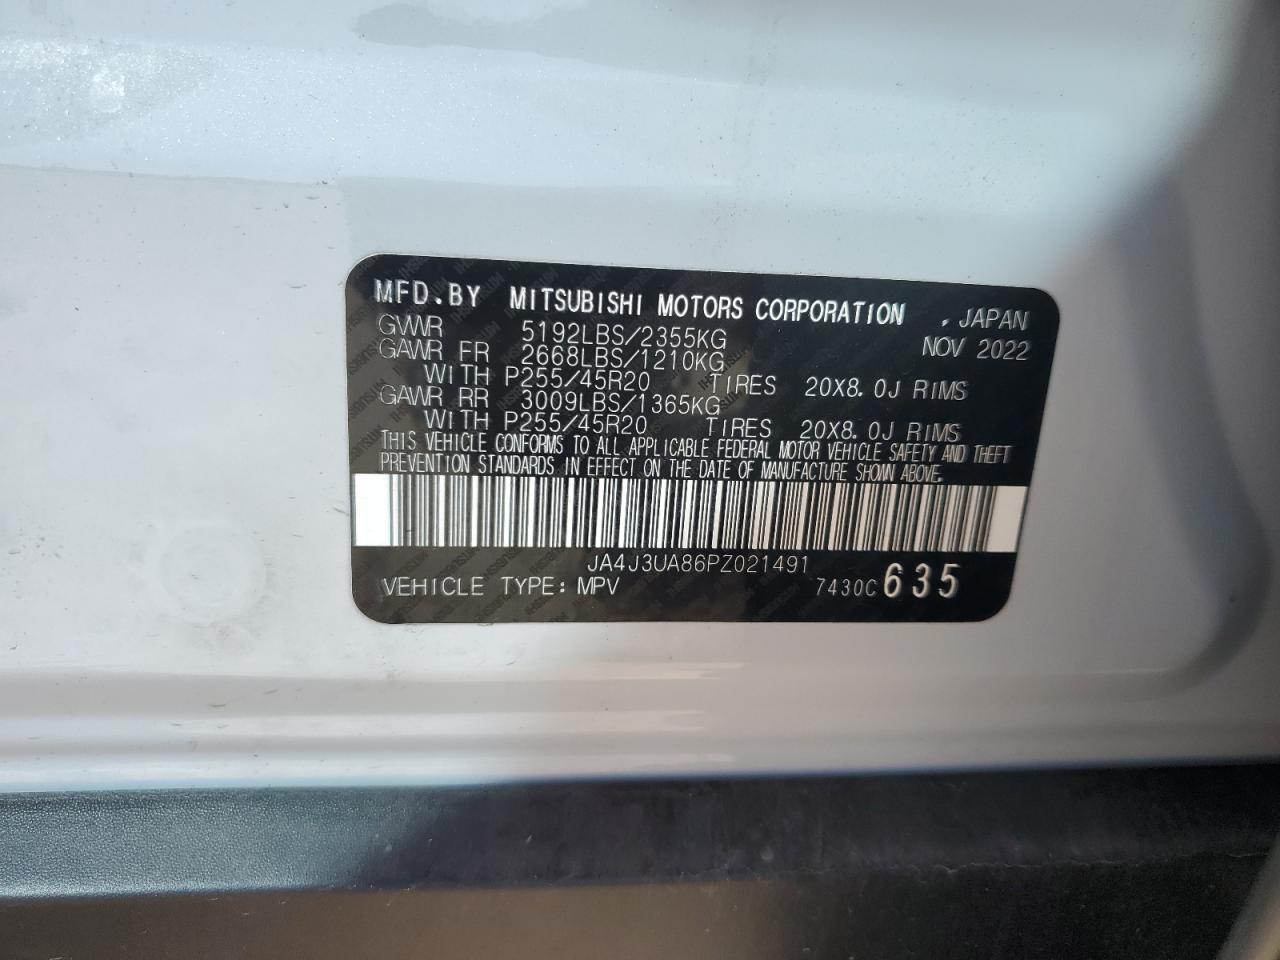 MFD.BY MITSUBISHI MOTORS CORPORATION , JAPAN
GVWR 5192LBS/2355KG NOV 2022
GAWR FR 2668LBS/1210KG
WITH P255/45R20 TIRES 20X8.0J RIMS
GAWR RR 3009LBS/1365KG
WITH P255/45R20 TIRES 20X8.0J RIMS
THIS VEHICLE CONFORMS TO ALL APPLICABLE FEDERAL MOTOR VEHICLE SAFETY AND THEFT
PREVENTION STANDARDS IN EFFECT ON THE DATE OF MANUFACTURE SHOWN ABOVE.
JA4J3UA86PZ021491
VEHICLE TYPE: MPV 7430C 635